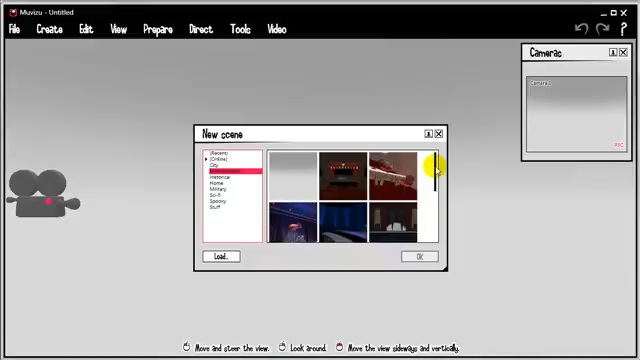 Muvizu - Untitled
File Create Edit View Prepare Direct Tools Video
?
Cameras
Camera1
REC
New scene
(Recent)
(Online)
City
Historical
Home
Military
Sci-fi
Spooky
Stuff
Load...
OK
Move and steer the view. Look around. Move the view sideways and vertically.